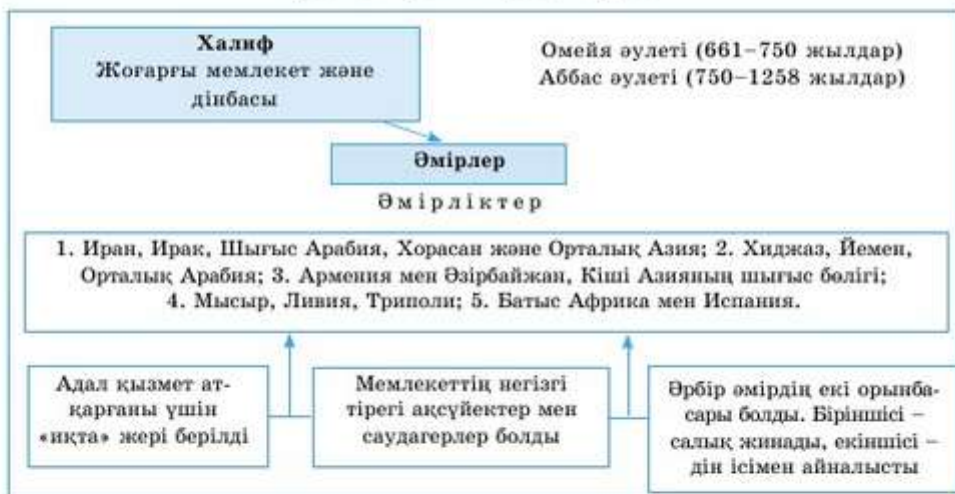 Халиф
Жоғарғы мемлекет және
дінбасы
Омейя әулеті (661–750 жылдар)
Аббас әулеті (750–1258 жылдар)
Әмірлер
Әмірліктер
1. Иран, Ирак, Шығыс Арабия, Хорасан және Орталық Азия; 2. Хиджаз, Йемен,
Орталық Арабия; 3. Армения мен Әзірбайжан, Кіші Азияның шығыс бөлігі;
4. Мысыр, Ливия, Триполи; 5. Батыс Африка мен Испания.
Адал қызмет ат-
қарғаны үшін
«иқта» жері берілді
Мемлекеттің негізгі
тірегі ақсүйектер мен
саудагерлер болды
Әрбір әмірдің екі орынба-
сары болды. Біріншісі –
салық жинады, екіншісі –
дін ісімен айналысты